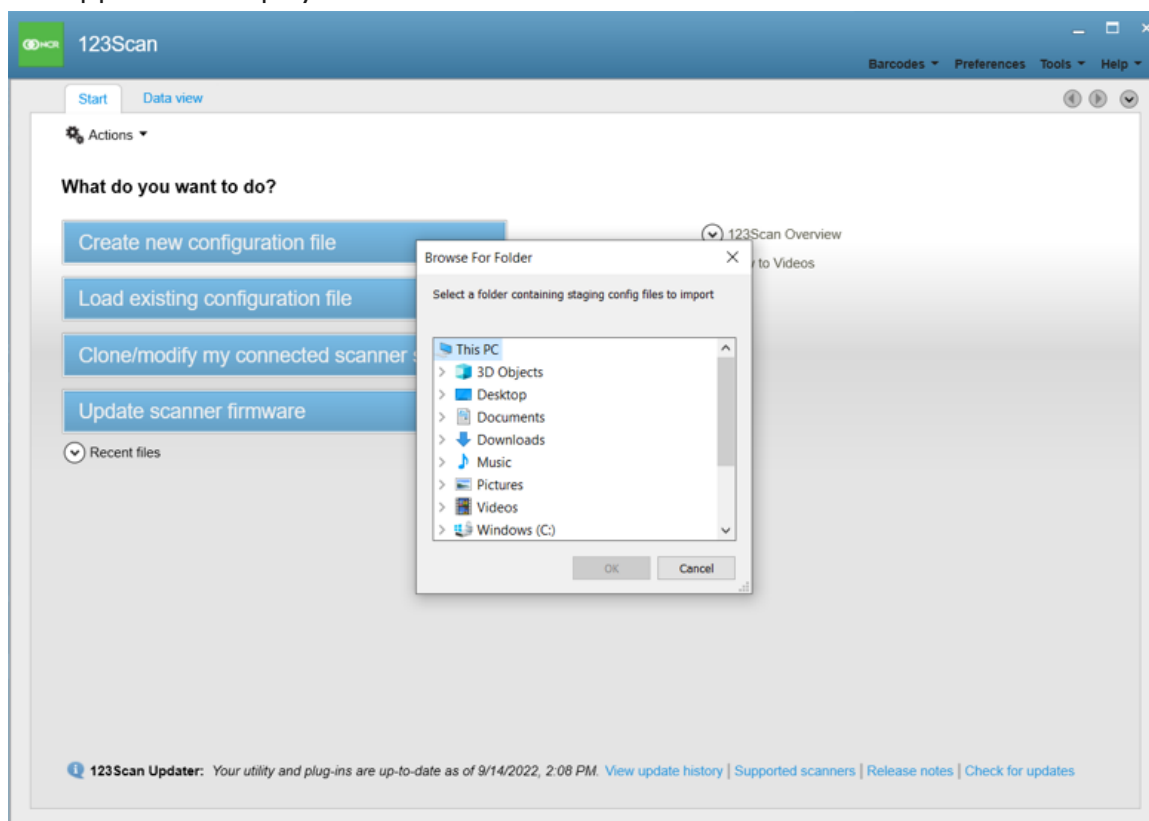 NCR
123Scan
Barcodes Preferences Tools Help
Start Data view
Actions
What do you want to do?
Create new configuration file
Load existing configuration file
Clone/modify my connected scanner
Update scanner firmware
Recent files
123Scan Overview
to Videos
Browse For Folder
Select a folder containing staging config files to import
This PC
3D Objects
Desktop
Documents
Downloads
Music
Pictures
Videos
Windows (C:)
OK Cancel
123Scan Updater: Your utility and plug-ins are up-to-date as of 9/14/2022, 2:08 PM. View update history | Supported scanners | Release notes | Check for updates